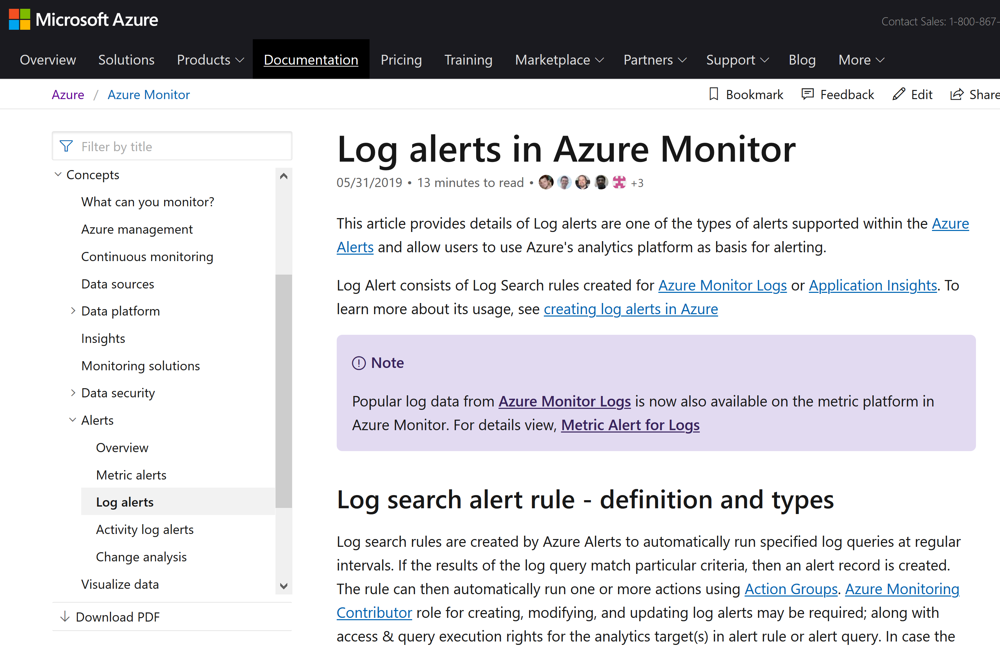 Microsoft Azure
Contact Sales: 1-800-867-
Overview Solutions Products Documentation Pricing Training Marketplace Partners Support Blog More
Azure / Azure Monitor
Bookmark Feedback Edit Share
Filter by title
Concepts
What can you monitor?
Azure management
Continuous monitoring
Data sources
Data platform
Insights
Monitoring solutions
Data security
Alerts
Overview
Metric alerts
Log alerts
Activity log alerts
Change analysis
Visualize data
Download PDF
Log alerts in Azure Monitor
05/31/2019 • 13 minutes to read • +3
This article provides details of Log alerts are one of the types of alerts supported within the Azure
Alerts and allow users to use Azure's analytics platform as basis for alerting.
Log Alert consists of Log Search rules created for Azure Monitor Logs or Application Insights. To
learn more about its usage, see creating log alerts in Azure
Note
Popular log data from Azure Monitor Logs is now also available on the metric platform in
Azure Monitor. For details view, Metric Alert for Logs
Log search alert rule - definition and types
Log search rules are created by Azure Alerts to automatically run specified log queries at regular
intervals. If the results of the log query match particular criteria, then an alert record is created.
The rule can then automatically run one or more actions using Action Groups. Azure Monitoring
Contributor role for creating, modifying, and updating log alerts may be required; along with
access & query execution rights for the analytics target(s) in alert rule or alert query. In case the